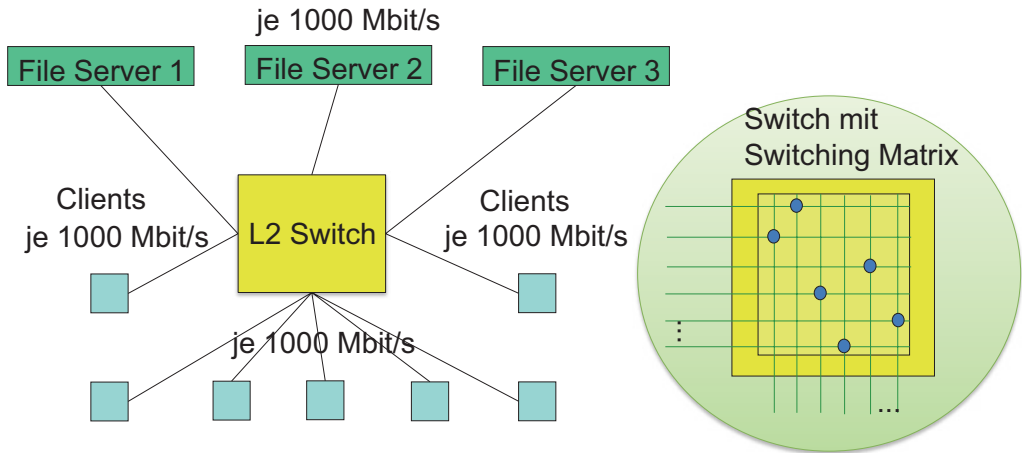 je 1000 Mbit/s
File Server 1
File Server 2
File Server 3
Clients
je 1000 Mbit/s
L2 Switch
Clients
je 1000 Mbit/s
je 1000 Mbit/s
Switch mit
Switching Matrix
...
...